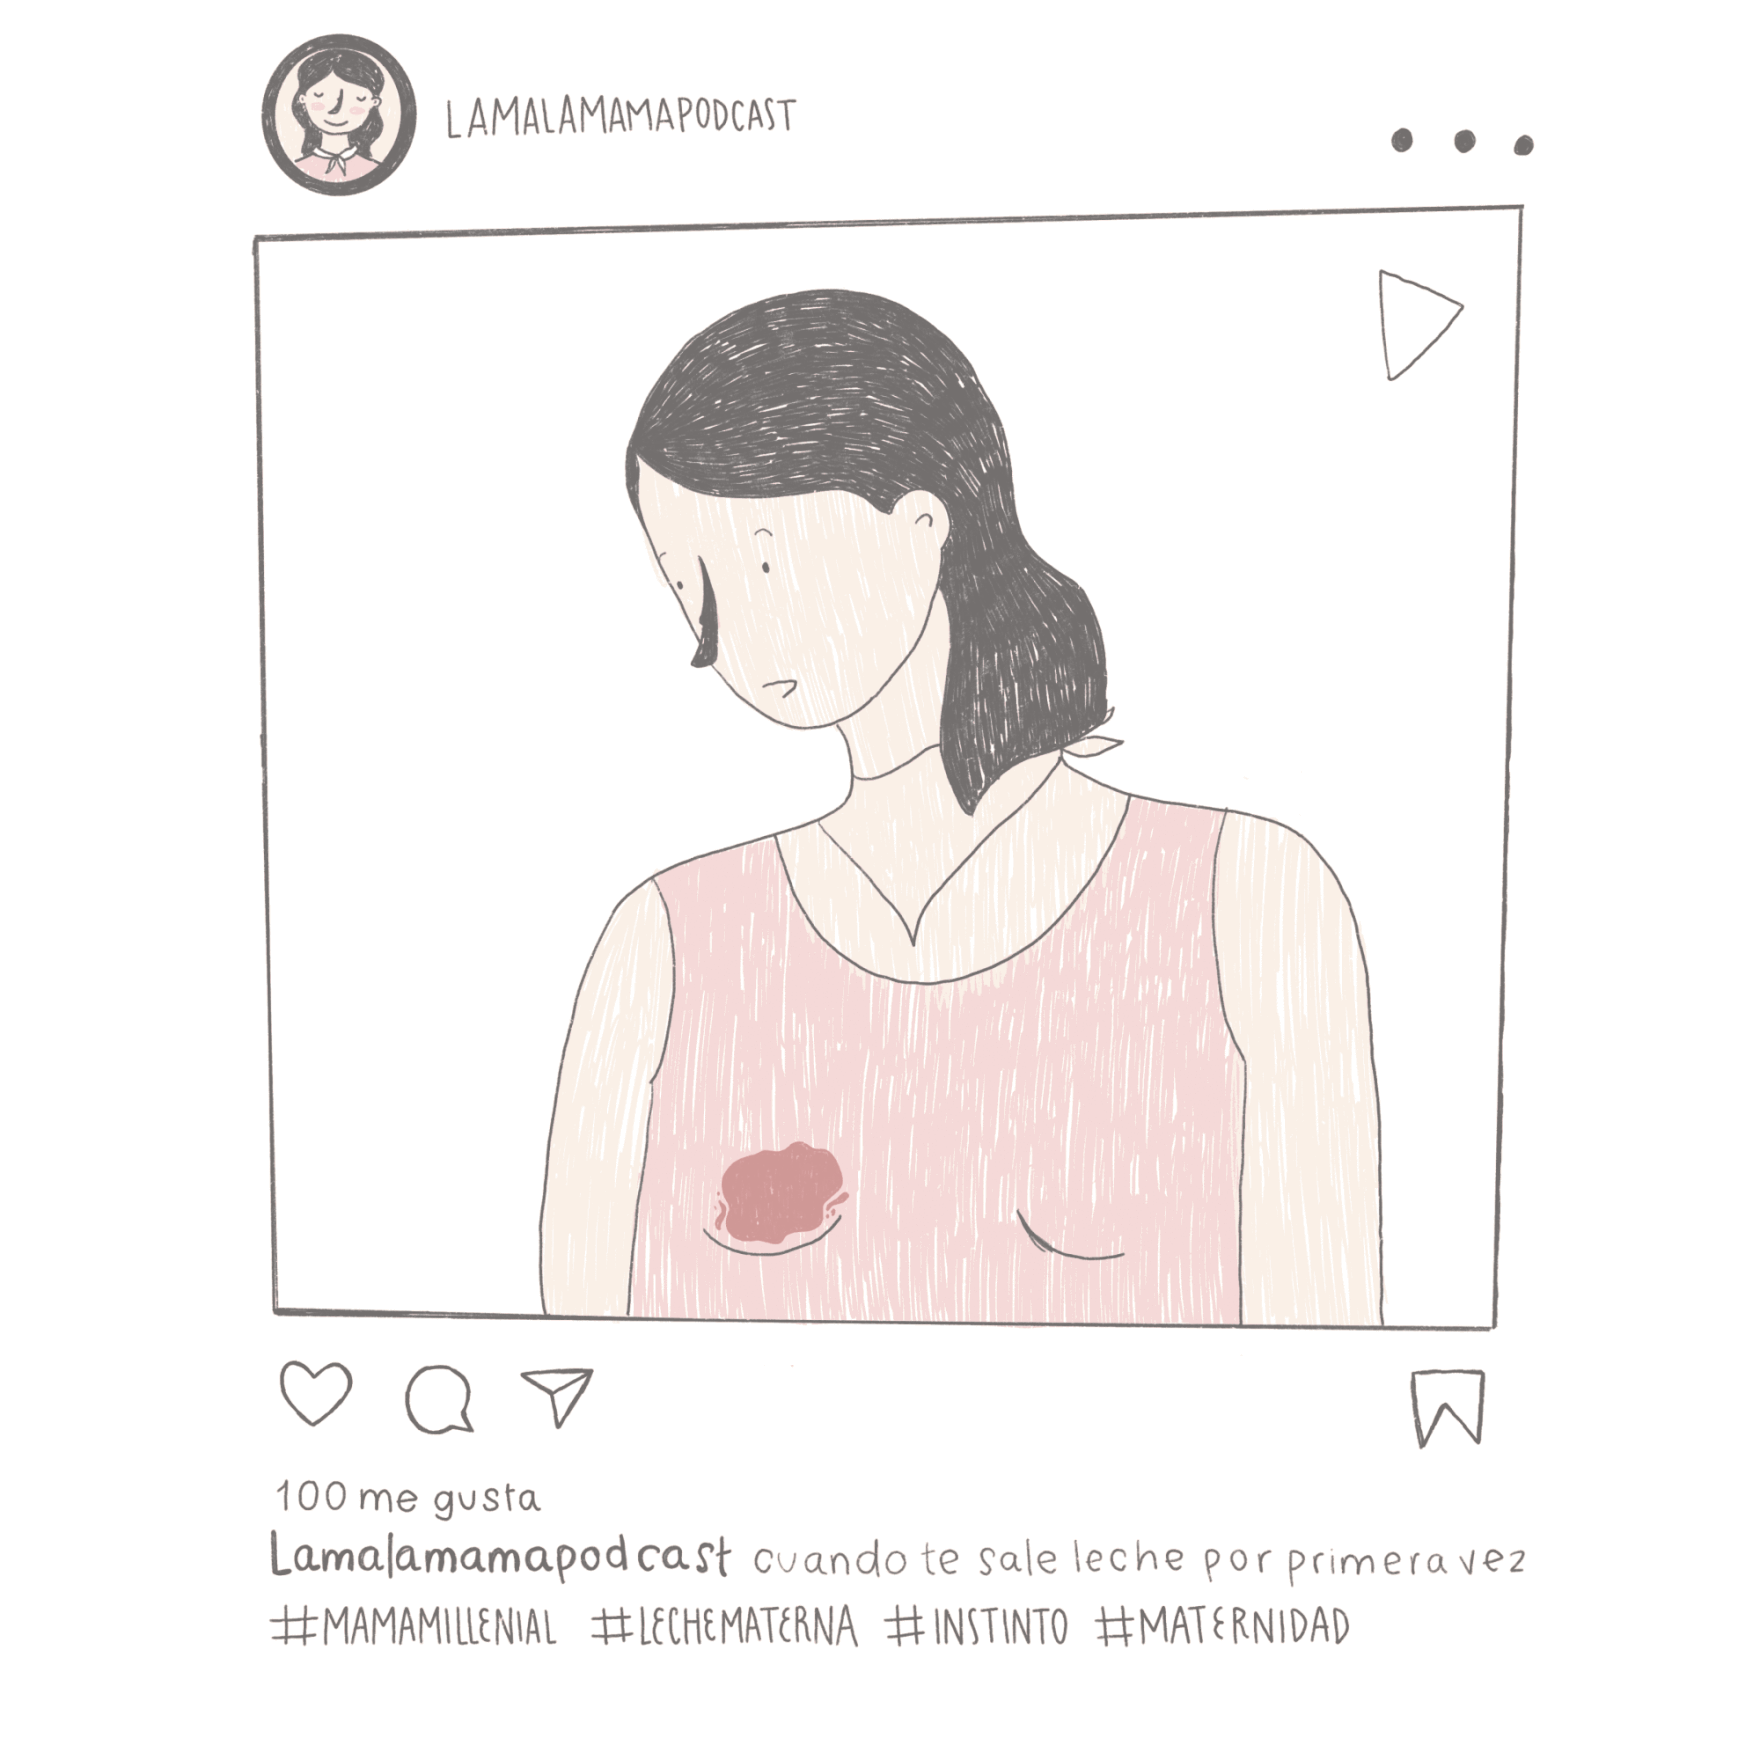 LAMALAMAMAPODCAST
100 me gusta
Lamalamamapodcast cuando te sale leche por primera vez
#MAMAMILLENIAL #LECHEMATERNA #INSTINTO #MATERNIDAD